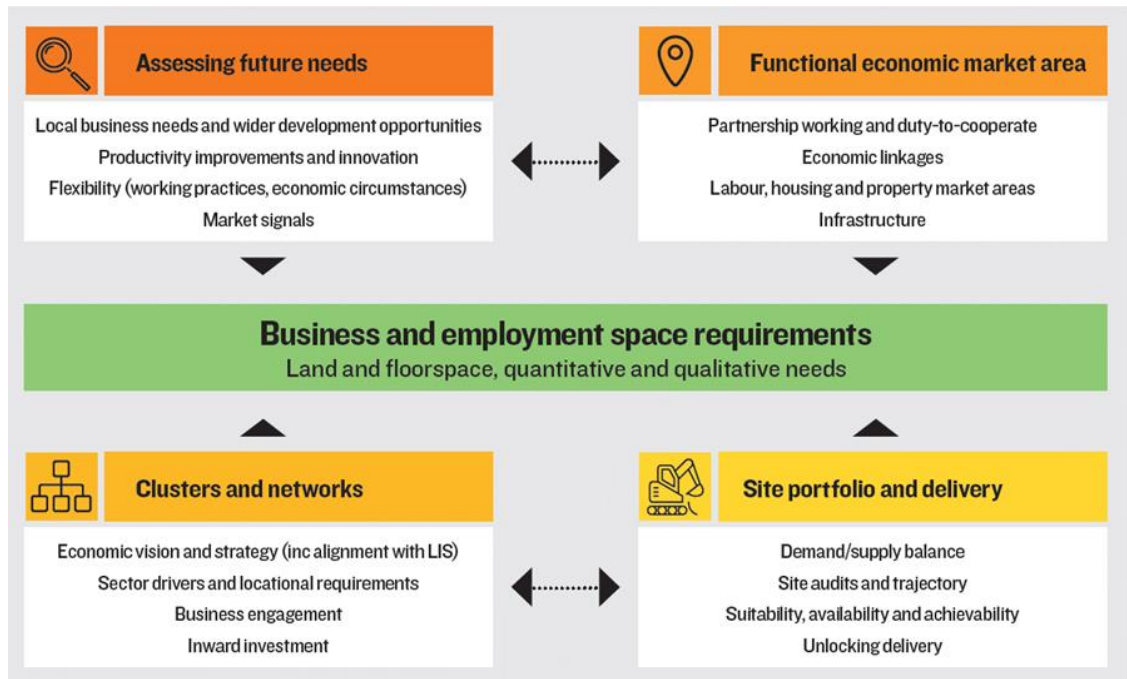 Assessing future needs
Local business needs and wider development opportunities
Productivity improvements and innovation
Flexibility (working practices, economic circumstances)
Market signals
Functional economic market area
Partnership working and duty-to-cooperate
Economic linkages
Labour, housing and property market areas
Infrastructure
Business and employment space requirements
Land and floorspace, quantitative and qualitative needs
Clusters and networks
Economic vision and strategy (inc alignment with LIS)
Sector drivers and locational requirements
Business engagement
Inward investment
Site portfolio and delivery
Demand/supply balance
Site audits and trajectory
Suitability, availability and achievability
Unlocking delivery